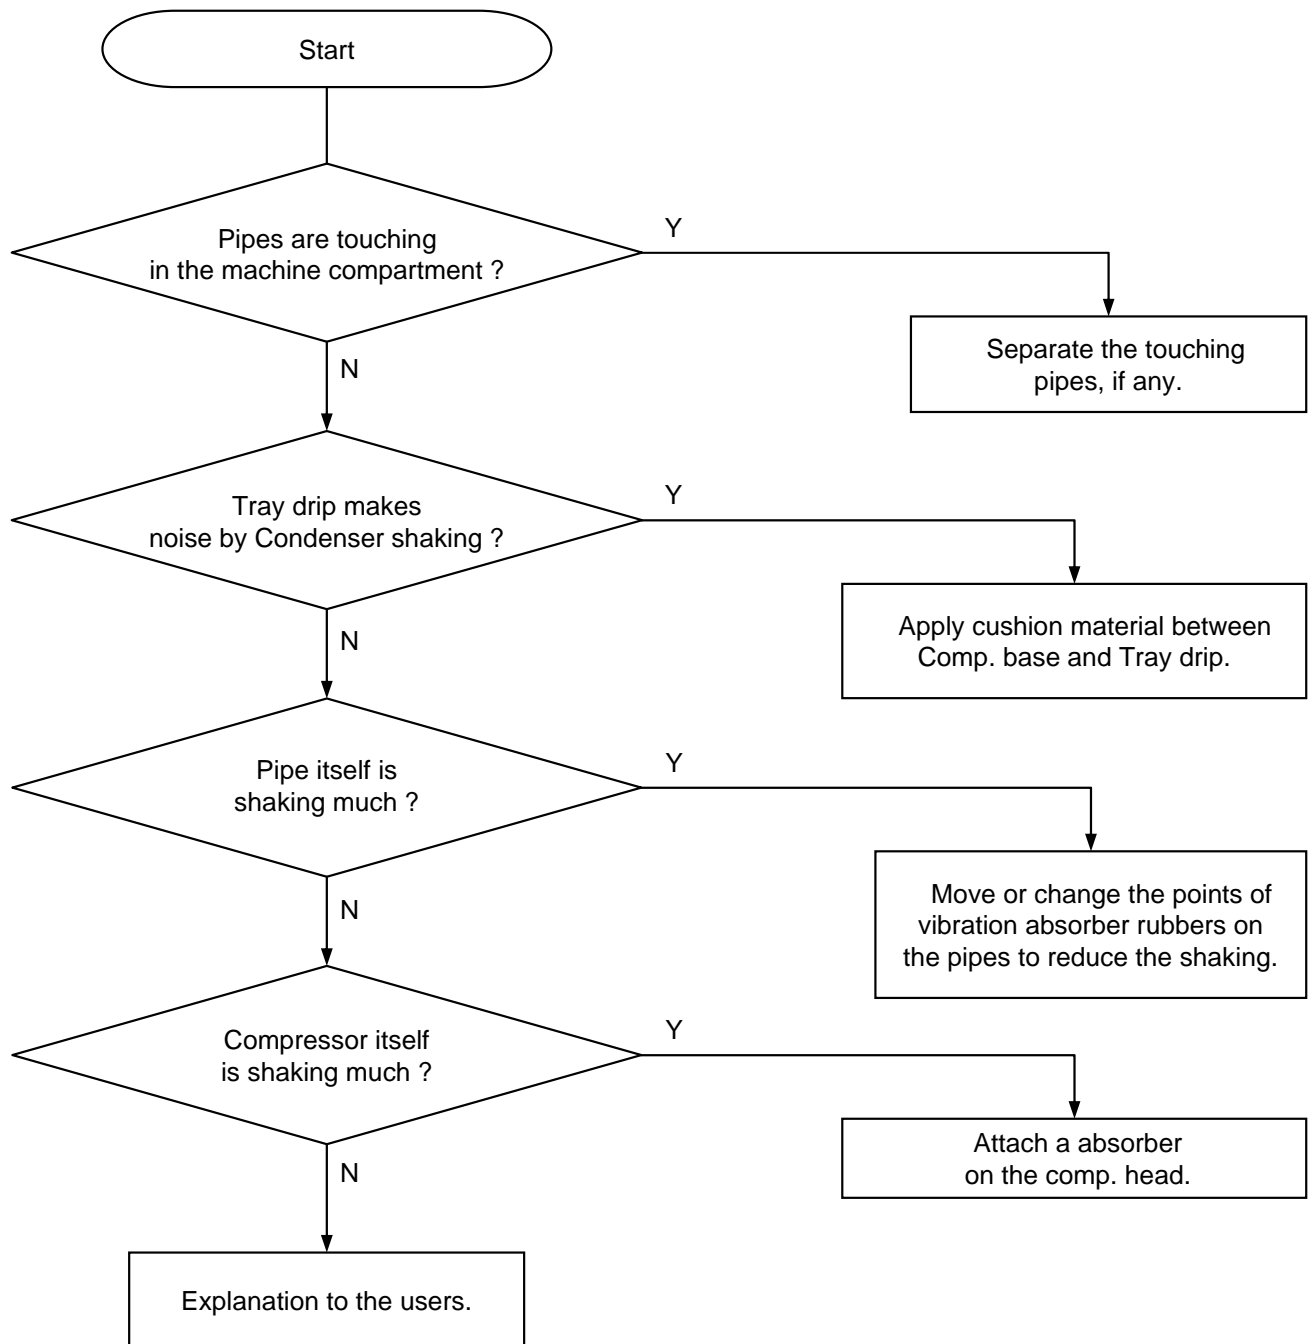 Start
Pipes are touching
in the machine compartment ?
Y
Separate the touching
pipes, if any.
N
Tray drip makes
noise by Condenser shaking ?
Y
Apply cushion material between
Comp. base and Tray drip.
N
Pipe itself is
shaking much ?
Y
Move or change the points of
vibration absorber rubbers on
the pipes to reduce the shaking.
N
Compressor itself
is shaking much ?
Y
Attach a absorber
on the comp. head.
N
Explanation to the users.